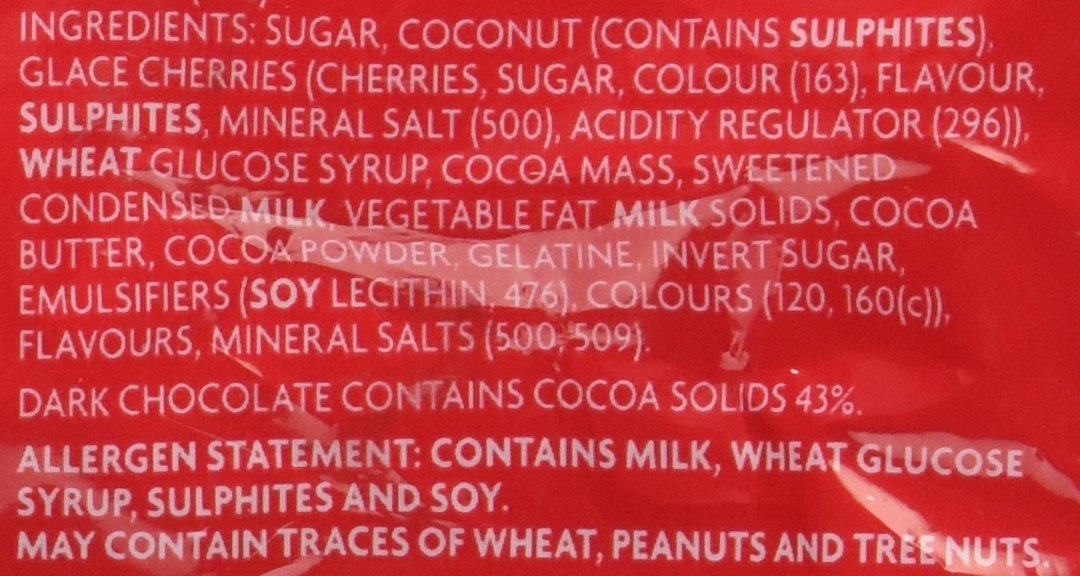 INGREDIENTS: SUGAR, COCONUT (CONTAINS SULPHITES),
GLACE CHERRIES (CHERRIES, SUGAR, COLOUR (163), FLAVOUR,
SULPHITES, MINERAL SALT (500), ACIDITY REGULATOR (296)),
WHEAT GLUCOSE SYRUP, COCOA MASS, SWEETENED
CONDENSED MILK, VEGETABLE FAT, MILK SOLIDS, COCOA
BUTTER, COCOA POWDER, GELATINE, INVERT SUGAR,
EMULSIFIERS (SOY LECITHIN, 476), COLOURS (120, 160(c)),
FLAVOURS, MINERAL SALTS (500, 509).
DARK CHOCOLATE CONTAINS COCOA SOLIDS 43%.
ALLERGEN STATEMENT: CONTAINS MILK, WHEAT GLUCOSE
SYRUP, SULPHITES AND SOY.
MAY CONTAIN TRACES OF WHEAT, PEANUTS AND TREE NUTS.